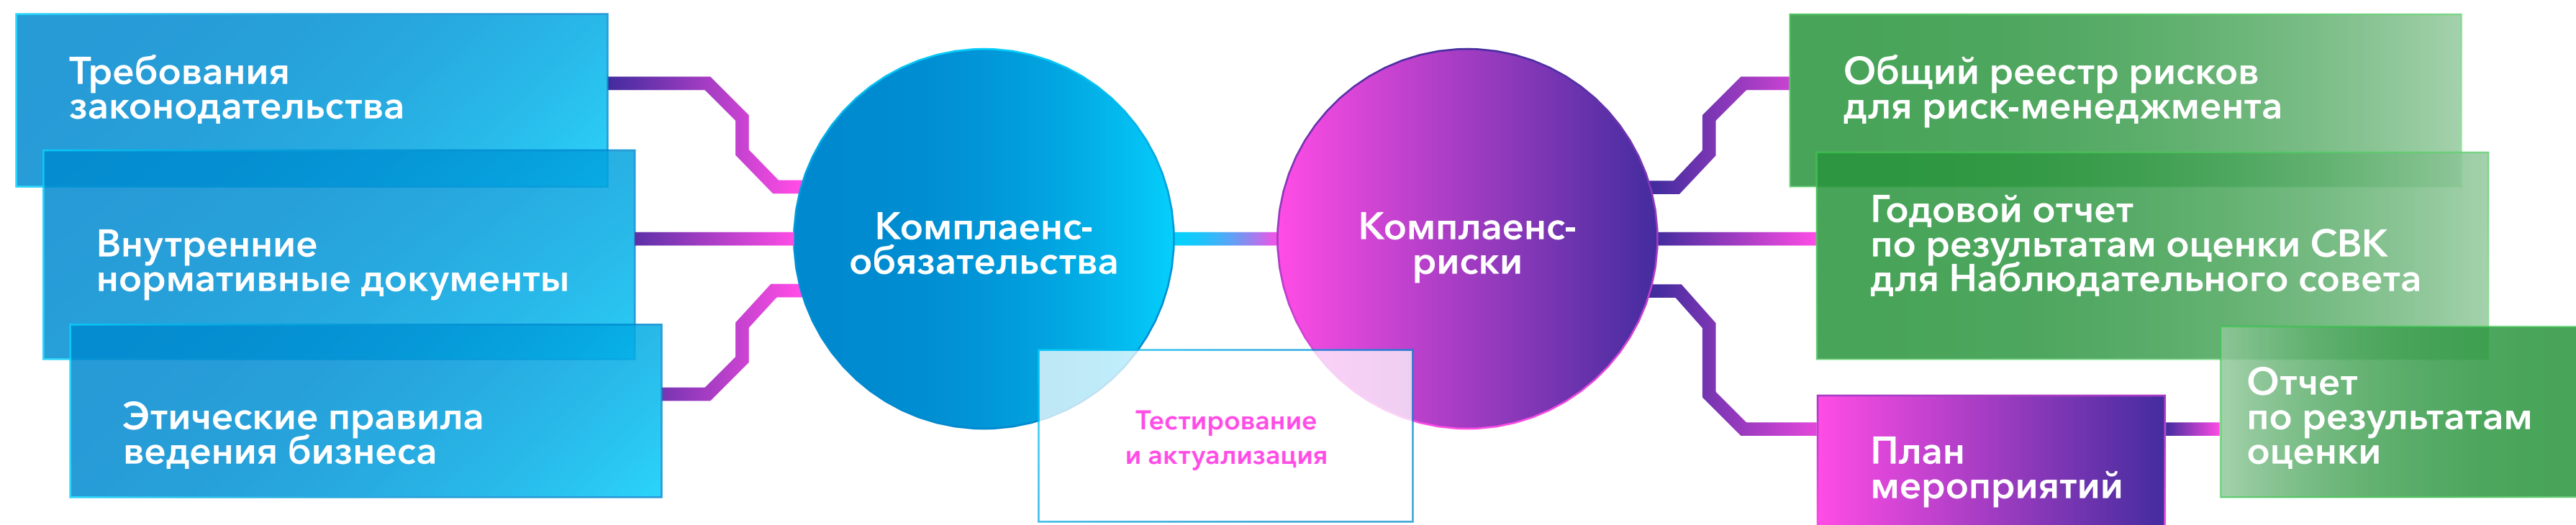 Требования
законодательства
Внутренние
нормативные документы
Этические правила
ведения бизнеса
Комплаенс-
обязательства
Тестирование
и актуализация
Комплаенс-
риски
Общий реестр рисков
для риск-менеджмента
Годовой отчет
по результатам оценки СВК
для Наблюдательного совета
План
мероприятий
Отчет
по результатам
оценки